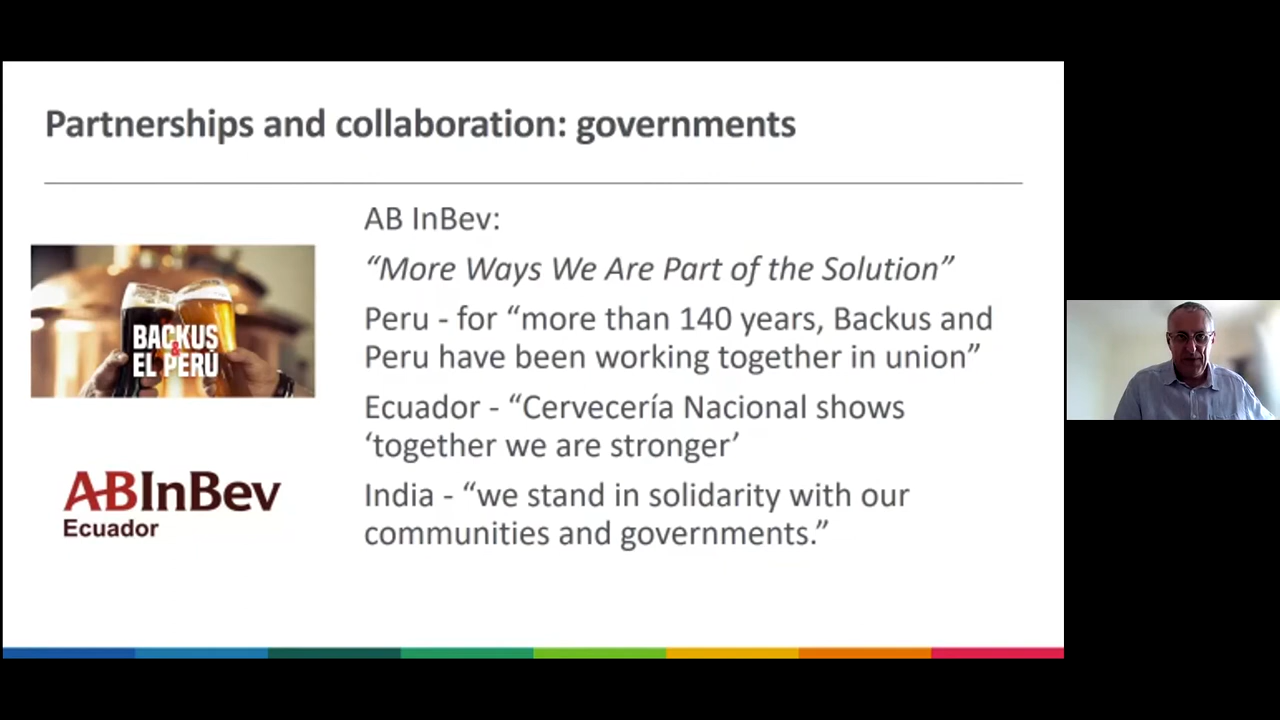 Partnerships and collaboration: governments
AB InBev:
“More Ways We Are Part of the Solution”
Peru - for “more than 140 years, Backus and
Peru have been working together in union”
Ecuador - “Cervecería Nacional shows
‘together we are stronger’
India - “we stand in solidarity with our
communities and governments.”
BACKUS
&
EL PERÚ
ABInBev
Ecuador